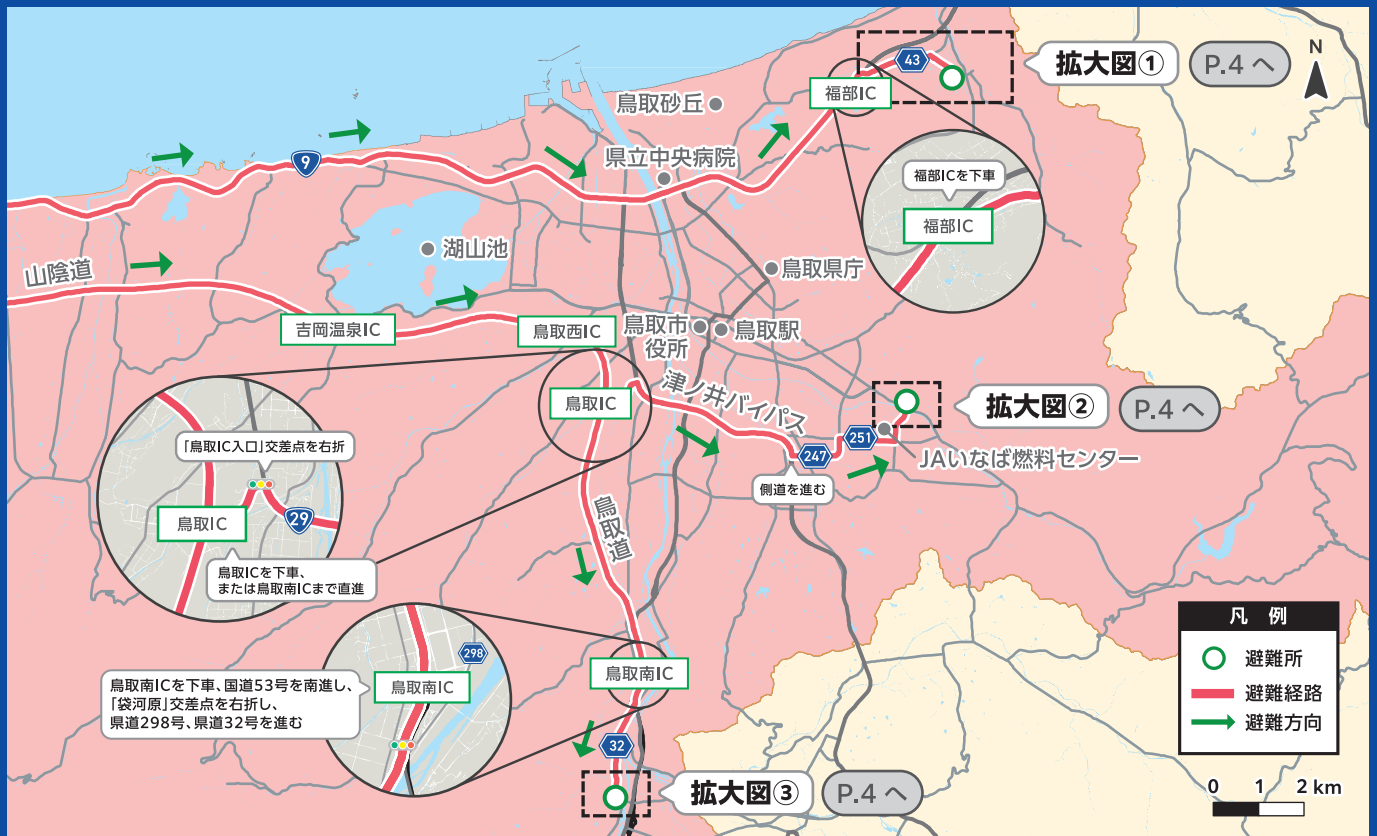 拡大図①
P.4 へ
N
43
福部IC
鳥取砂丘
9
県立中央病院
福部ICを下車
福部IC
湖山池
鳥取県庁
山陰道
吉岡温泉IC
鳥取西IC
鳥取市
役所
鳥取駅
津ノ井バイパス
鳥取IC
拡大図②
P.4 へ
251
247
JAいなば燃料センター
側道を進む
「鳥取IC入口」交差点を右折
鳥取IC
29
鳥取ICを下車、
または鳥取南ICまで直進
鳥取道
凡 例
避難所
避難経路
避難方向
298
鳥取南IC
鳥取南IC
鳥取南ICを下車、国道53号を南進し、
「袋河原」交差点を右折し、
県道298号、県道32号を進む
32
拡大図③
P.4 へ
0 1 2 km